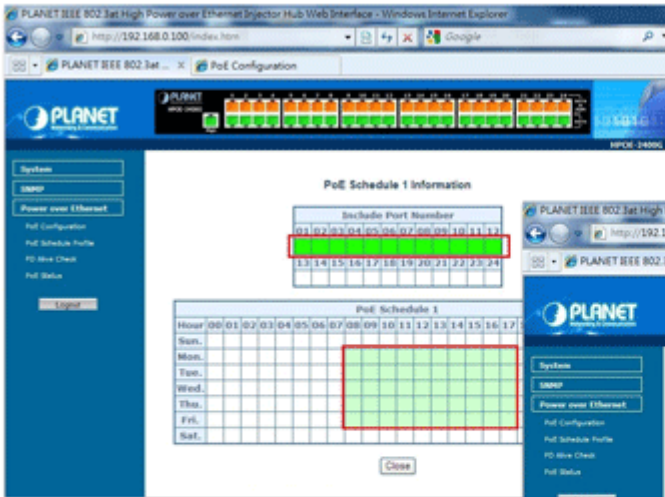 PLANET IEEE 802.3at High Power over Ethernet Injector Hub Web Interface - Windows Internet Explorer
http://192.168.0.100/index.htm
Google
PLANET IEEE 802.3at ...
PoE Configuration
PLANET
Networking & Communication
PLANET
HPOE-2400G
System
SNMP
Power over Ethernet
PoE Configuration
PoE Schedule Profile
PD Alive Check
PoE Status
Logout
PoE Schedule 1 Information
Include Port Number
01 02 03 04 05 06 07 08 09 10 11 12
13 14 15 16 17 18 19 20 21 22 23 24
PoE Schedule 1
Hour 00 01 02 03 04 05 06 07 08 09 10 11 12 13 14 15 16 17
Sun.
Mon.
Tue.
Wed.
Thu.
Fri.
Sat.
Close
PLANET IEEE 802.3at High
http://192.1
PLANET IEEE 802.
PLANET
Networking & Communication
System
SNMP
Power over Ethernet
PoE Configuration
PoE Schedule Profile
PD Alive Check
PoE Status